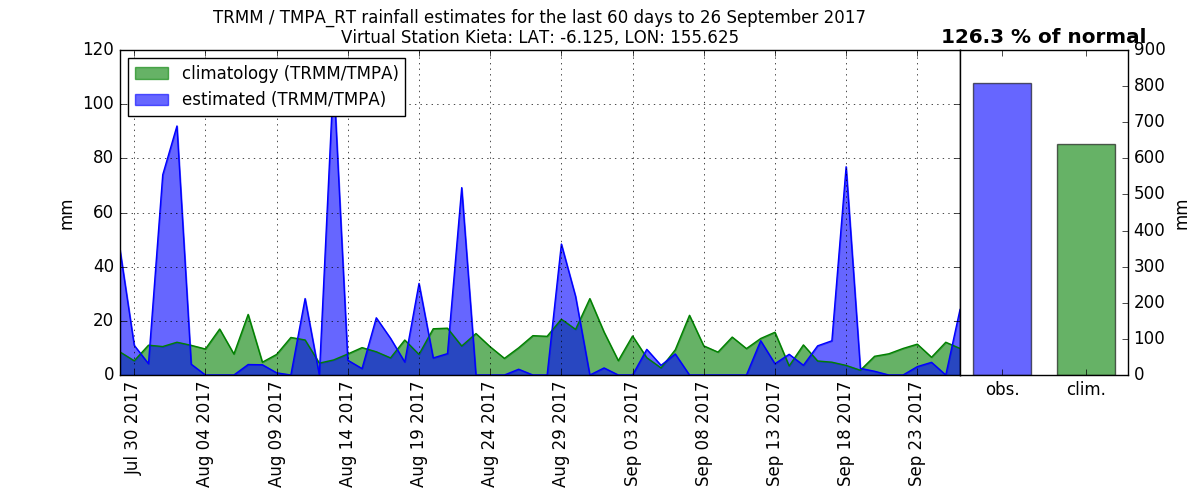 TRMM / TMPA_RT rainfall estimates for the last 60 days to 26 September 2017
Virtual Station Kieta: LAT: -6.125, LON: 155.625
126.3 % of normal
climatology (TRMM/TMPA)
estimated (TRMM/TMPA)
120
100
80
60
40
20
0
mm
Jul 30 2017
Aug 04 2017
Aug 09 2017
Aug 14 2017
Aug 19 2017
Aug 24 2017
Aug 29 2017
Sep 03 2017
Sep 08 2017
Sep 13 2017
Sep 18 2017
Sep 23 2017
obs.
clim.
900
800
700
600
500
400
300
200
100
0
mm